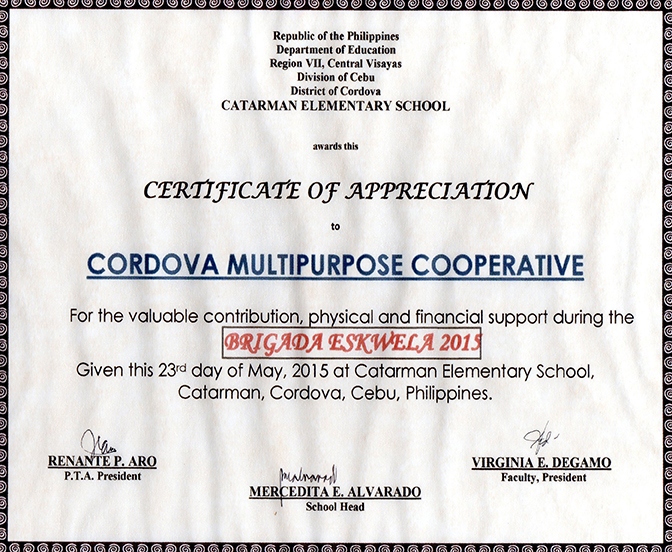 Republic of the Philippines
Department of Education
Region VII, Central Visayas
Division of Cebu
District of Cordova
CATARMAN ELEMENTARY SCHOOL
awards this
CERTIFICATE OF APPRECIATION
to
CORDOVA MULTIPURPOSE COOPERATIVE
For the valuable contribution, physical and financial support during the
BRIGADA ESKWELA 2015
Given this 23rd day of May, 2015 at Catarman Elementary School,
Catarman, Cordova, Cebu, Philippines.
RENANTE P. ARO
P.T.A. President
MERCEDITA E. ALVARADO
School Head
VIRGINIA E. DEGAMO
Faculty, President